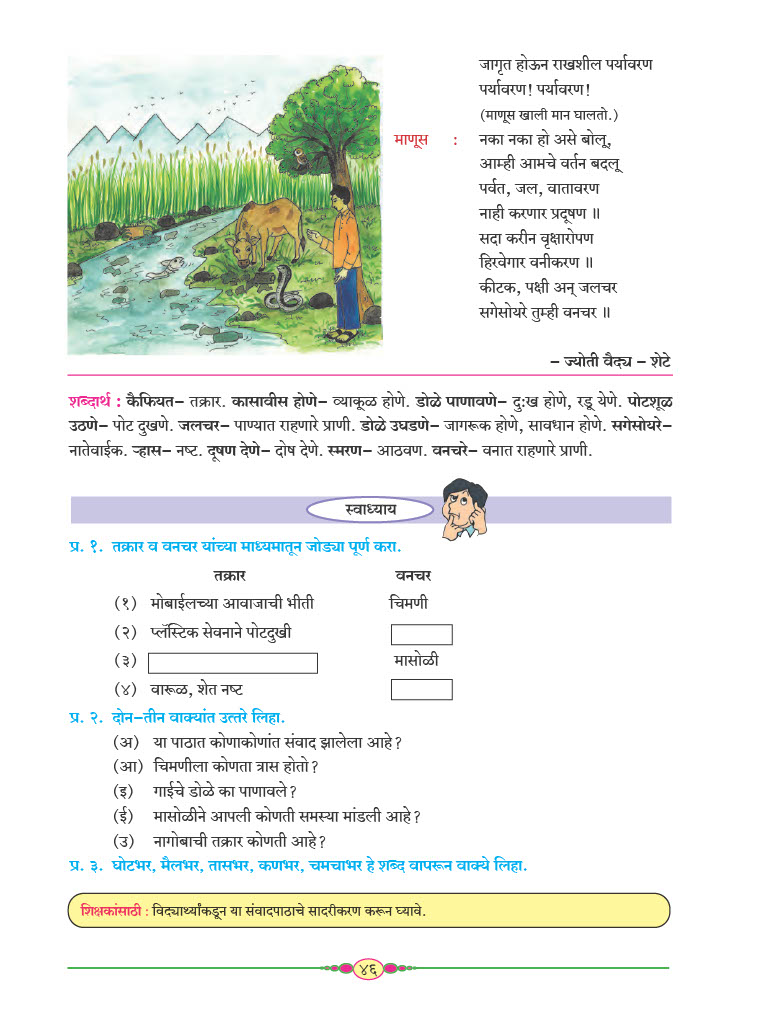 जागृत होऊन राखशील पर्यावरण
पर्यावरण! पर्यावरण!
(माणूस खाली मान घालतो.)
माणूस : नका नका हो असे बोलू,
आम्ही आमचे वर्तन बदलू
पर्वत, जल, वातावरण
नाही करणार प्रदूषण ॥
सदा करीन वृक्षारोपण
हिरवेगार वनीकरण ॥
कीटक, पक्षी अन् जलचर
सगेसोयरे तुम्ही वनचर ॥
– ज्योती वैद्य – शेटे
शब्दार्थ : कैफियत– तक्रार. कासावीस होणे– व्याकूळ होणे. डोळे पाणावणे– दुःख होणे, रडू येणे. पोटशूळ
उठणे– पोट दुखणे. जलचर– पाण्यात राहणारे प्राणी. डोळे उघडणे– जागरूक होणे, सावधान होणे. सगेसोयरे–
नातेवाईक. ऱ्हास– नष्ट. दूषण देणे– दोष देणे. स्मरण– आठवण. वनचरे– वनात राहणारे प्राणी.
स्वाध्याय
प्र. १. तक्रार व वनचर यांच्या माध्यमातून जोड्या पूर्ण करा.
तक्रार वनचर
(१) मोबाईलच्या आवाजाची भीती चिमणी
(२) प्लॅस्टिक सेवनाने पोटदुखी
(३) मासोळी
(४) वारूळ, शेत नष्ट
प्र. २. दोन–तीन वाक्यांत उत्तरे लिहा.
(अ) या पाठात कोणाकोणांत संवाद झालेला आहे?
(आ) चिमणीला कोणता त्रास होतो?
(इ) गाईचे डोळे का पाणावले?
(ई) मासोळीने आपली कोणती समस्या मांडली आहे?
(उ) नागोबाची तक्रार कोणती आहे?
प्र. ३. घोटभर, मैलभर, तासभर, कणभर, चमचाभर हे शब्द वापरून वाक्ये लिहा.
शिक्षकांसाठी : विद्यार्थ्यांकडून या संवादपाठाचे सादरीकरण करून घ्यावे.
४६